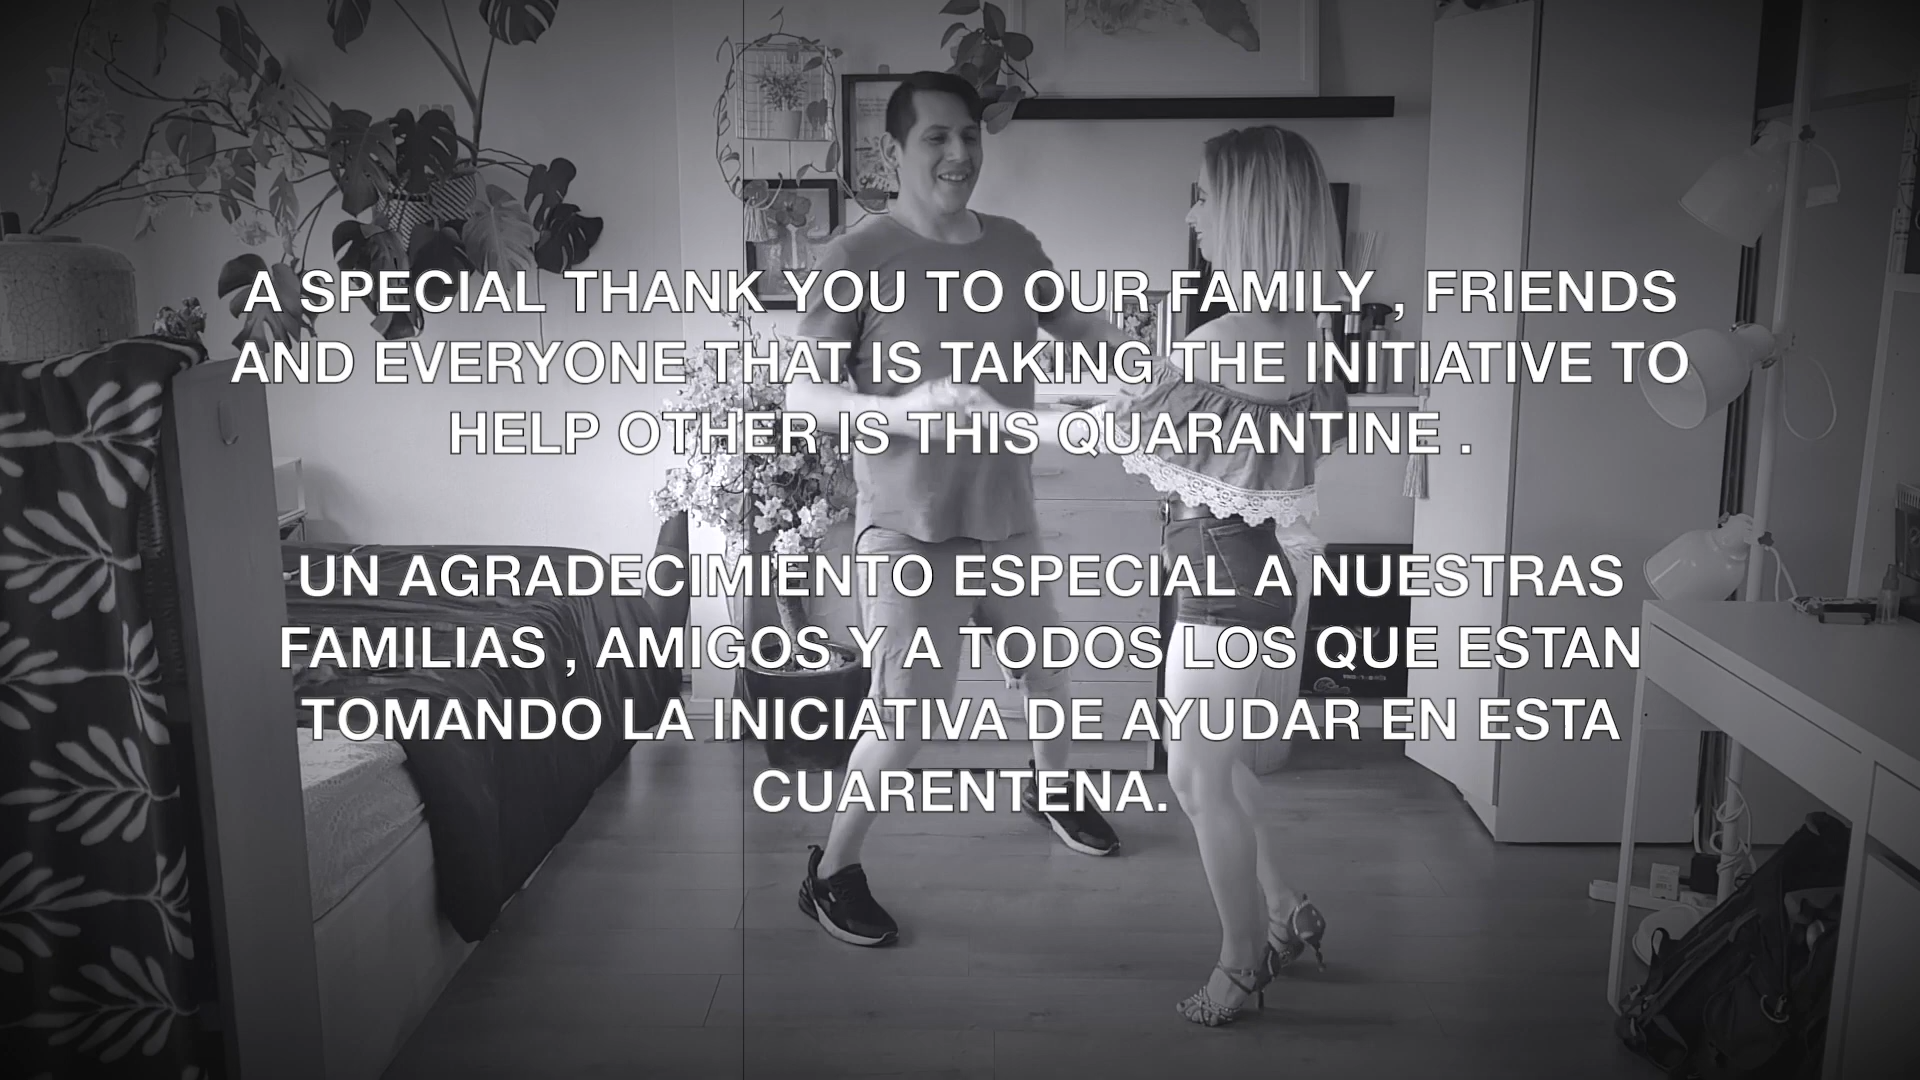 A SPECIAL THANK YOU TO OUR FAMILY , FRIENDS
AND EVERYONE THAT IS TAKING THE INITIATIVE TO
HELP OTHER IS THIS QUARANTINE .
UN AGRADECIMIENTO ESPECIAL A NUESTRAS
FAMILIAS , AMIGOS Y A TODOS LOS QUE ESTAN
TOMANDO LA INICIATIVA DE AYUDAR EN ESTA
CUARENTENA.